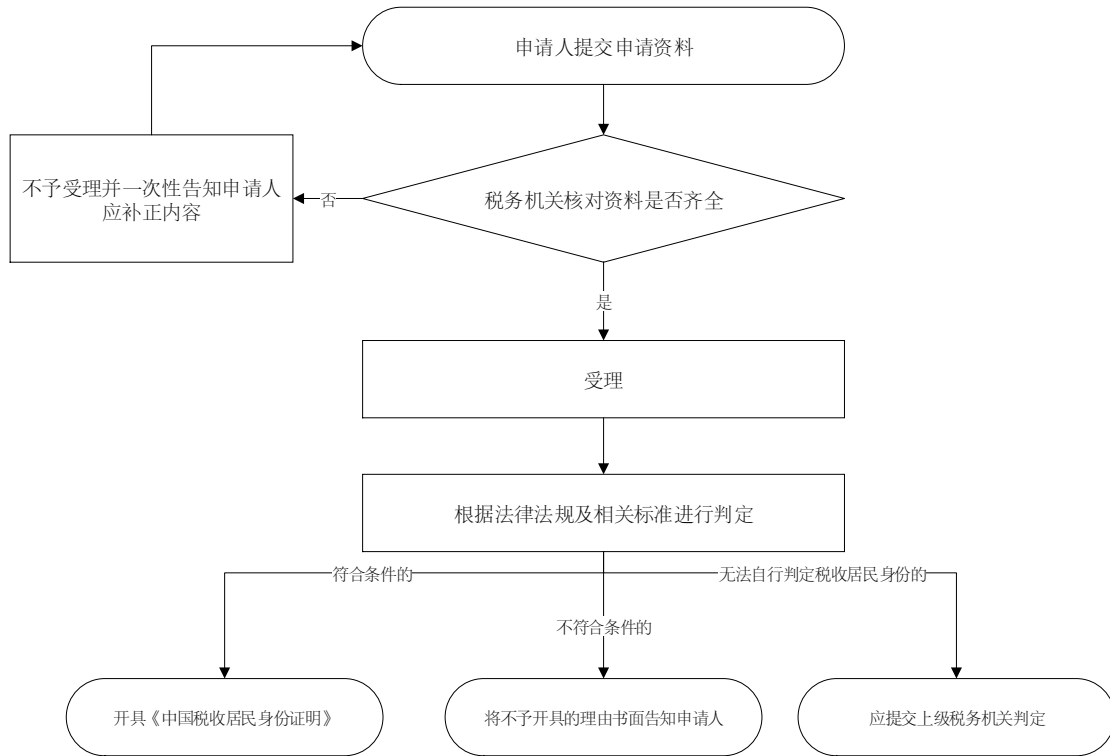 申请人提交申请资料
不予受理并一次性告知申请人
应补正内容
否
税务机关核对资料是否齐全
是
受理
根据法律法规及相关标准进行判定
符合条件的
无法自行判定税收居民身份的
不符合条件的
开具《中国税收居民身份证明》
将不予开具的理由书面告知申请人
应提交上级税务机关判定